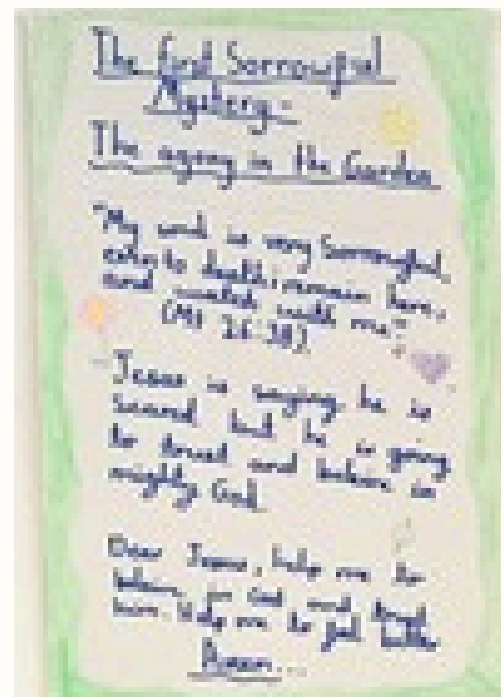 The first Sorrowful
Mystery-
The agony in the Garden
"My soul is very Sorrowful,
even to death; remain here,
and watch with me".
(Mt 26:38)
Jesus is saying he is
Scared but he is going
to trust and believe in
mighty God
Dear Jesus, help me to
believe in God and trust
him. Help me to get better
Amen...